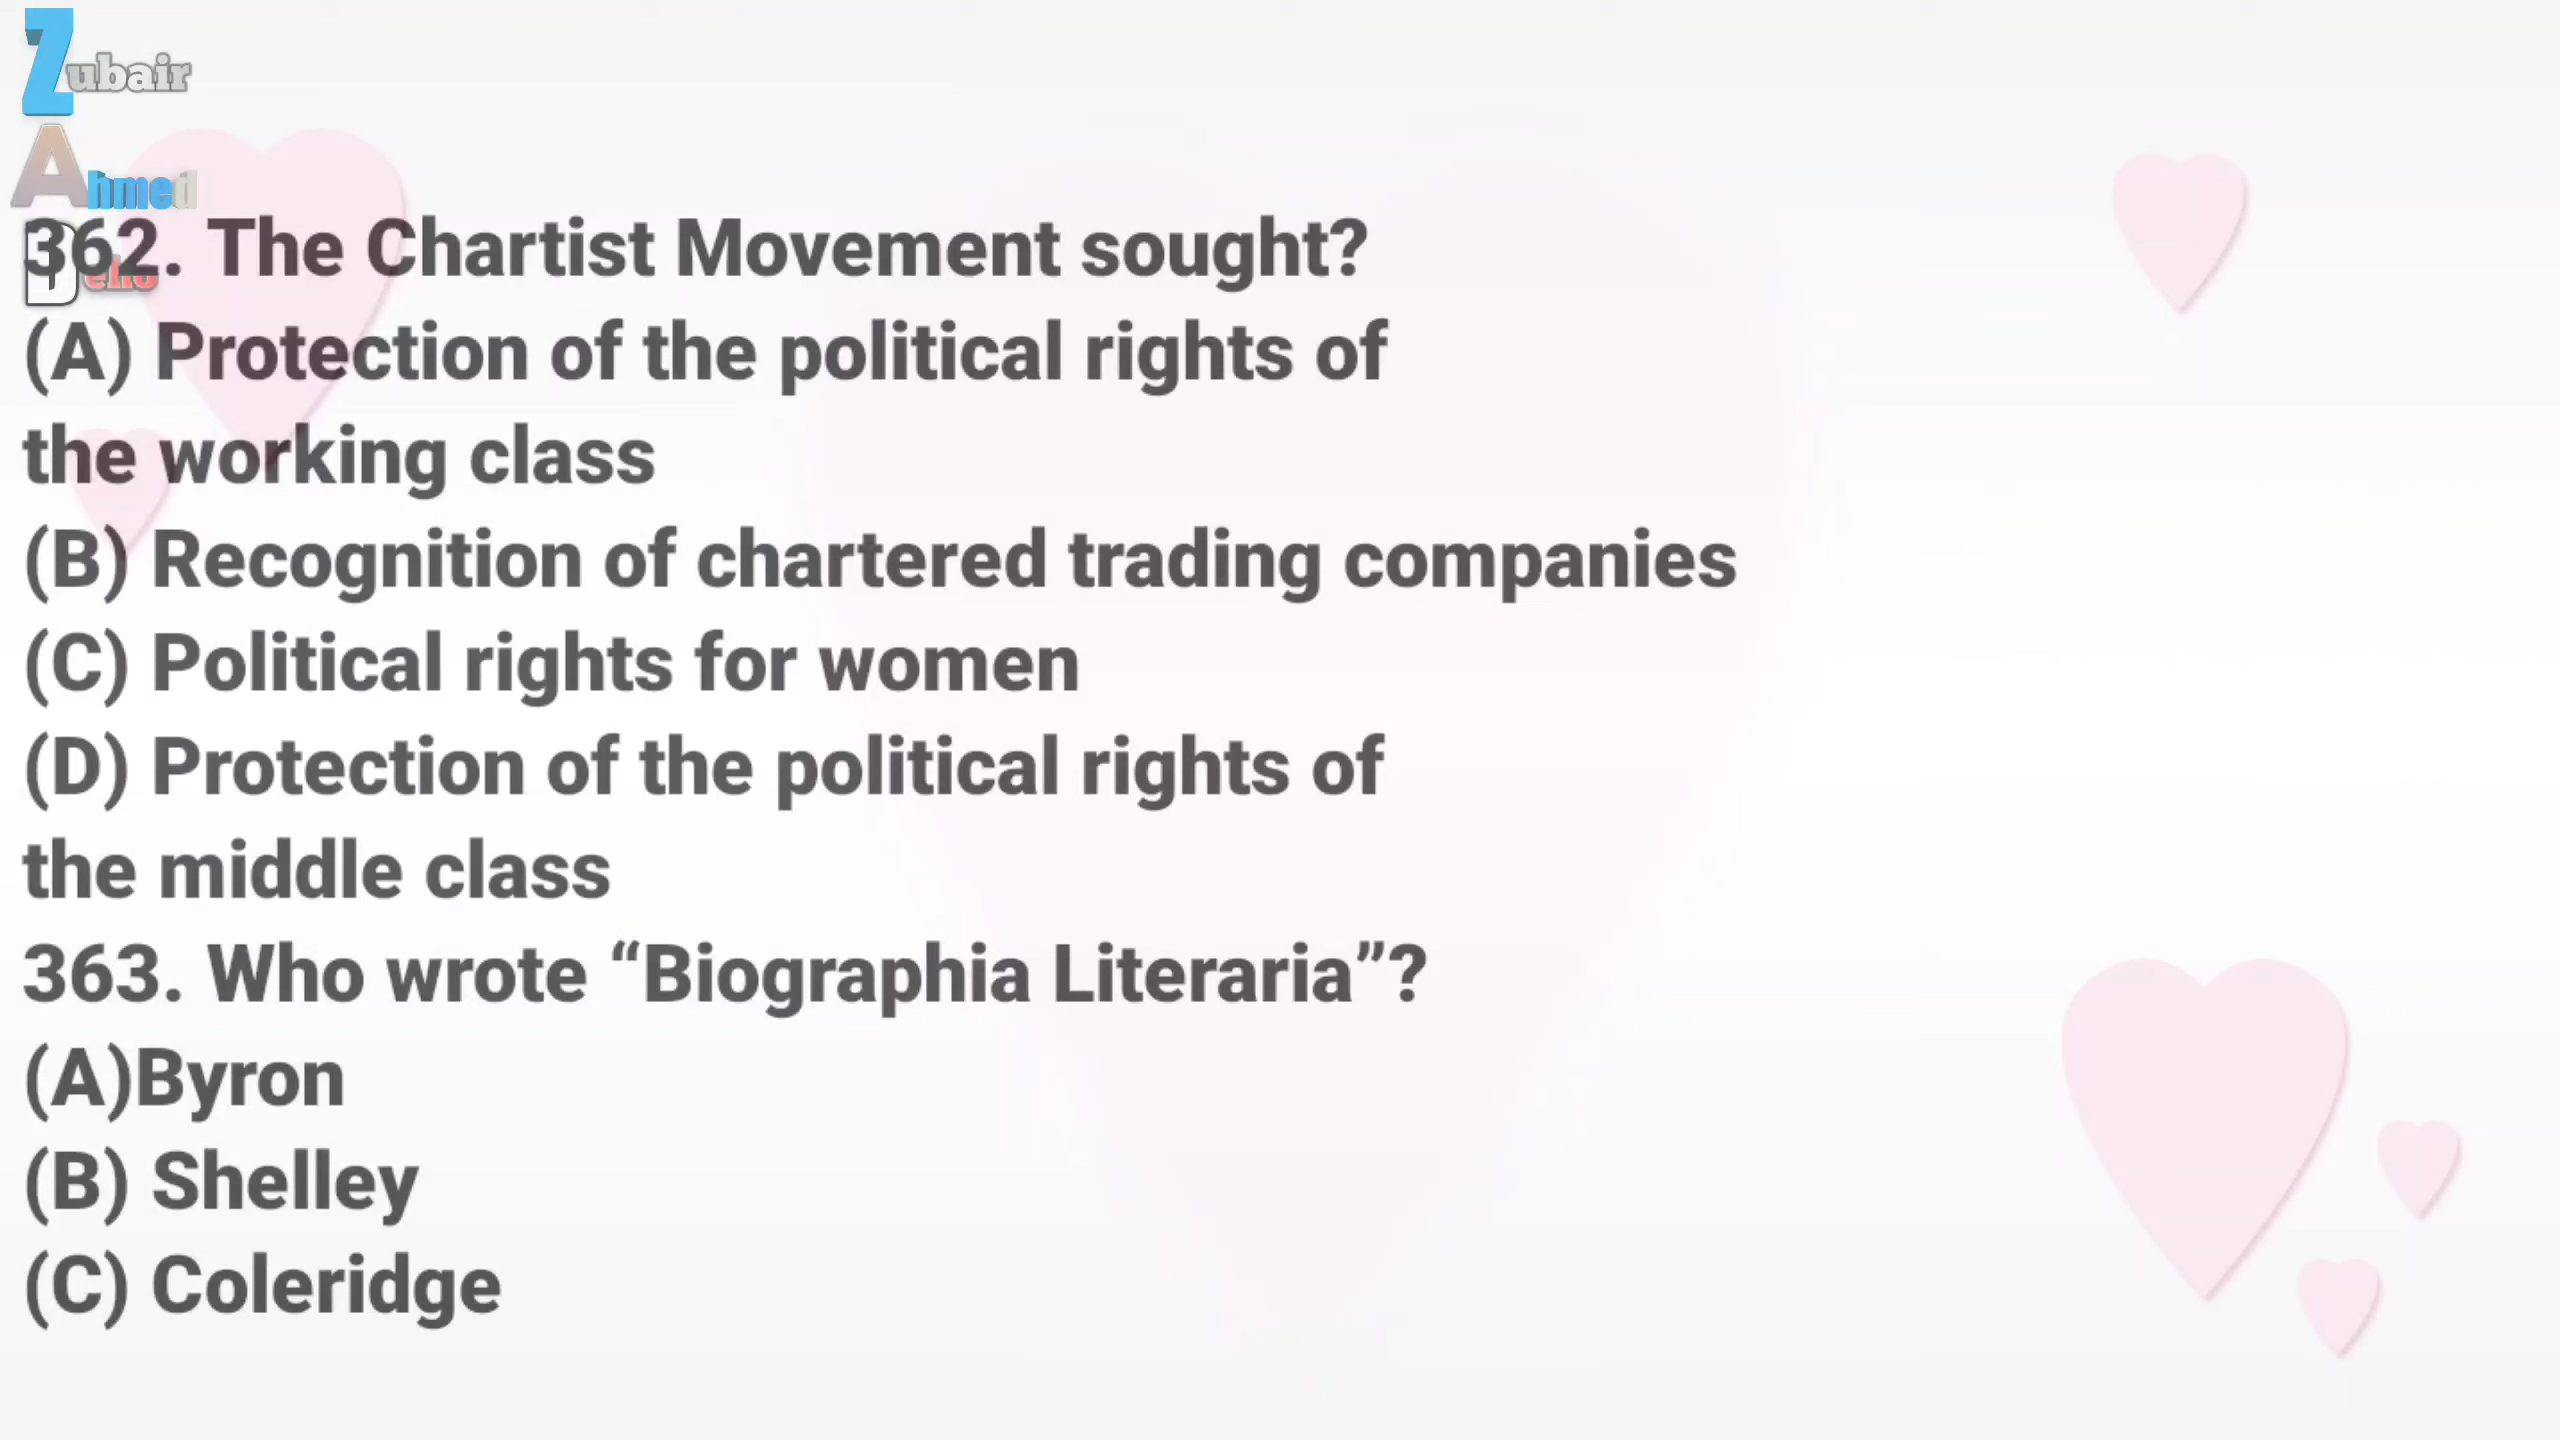 Zubair
Ahmed
362. The Chartist Movement sought?
(A) Protection of the political rights of
the working class
(B) Recognition of chartered trading companies
(C) Political rights for women
(D) Protection of the political rights of
the middle class
363. Who wrote “Biographia Literaria”?
(A)Byron
(B) Shelley
(C) Coleridge